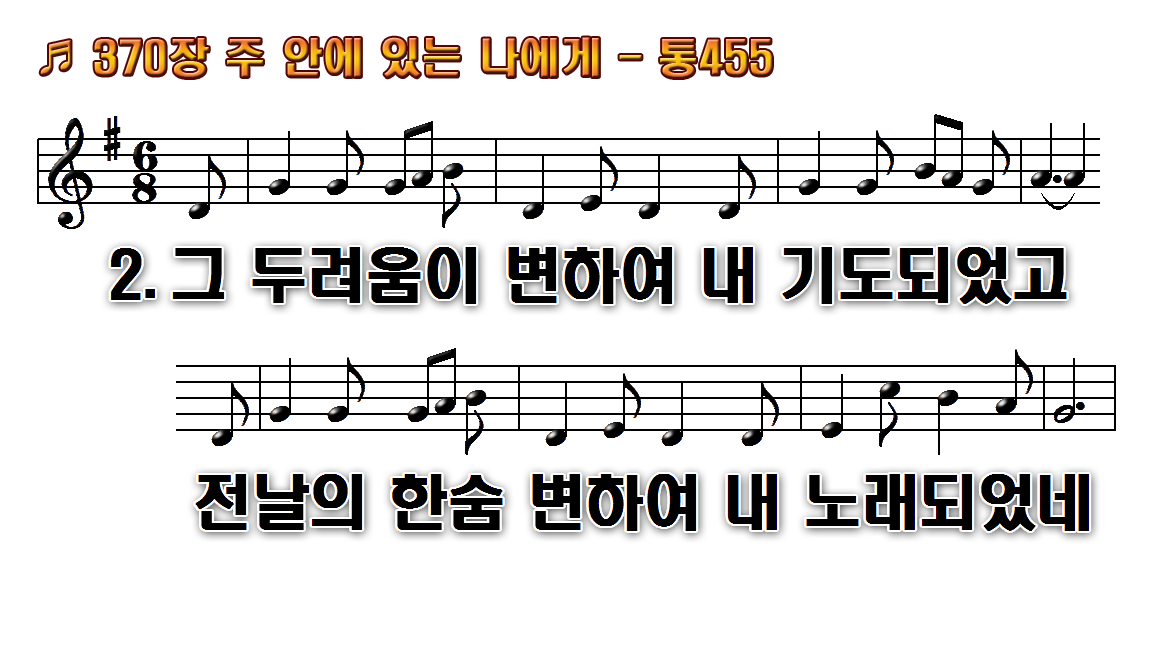 ♬ 370장 주 안에 있는 나에게 - 통455
6
8
2. 그 두려움이 변하여 내 기도되었고
전날의 한숨 변하여 내 노래되었네